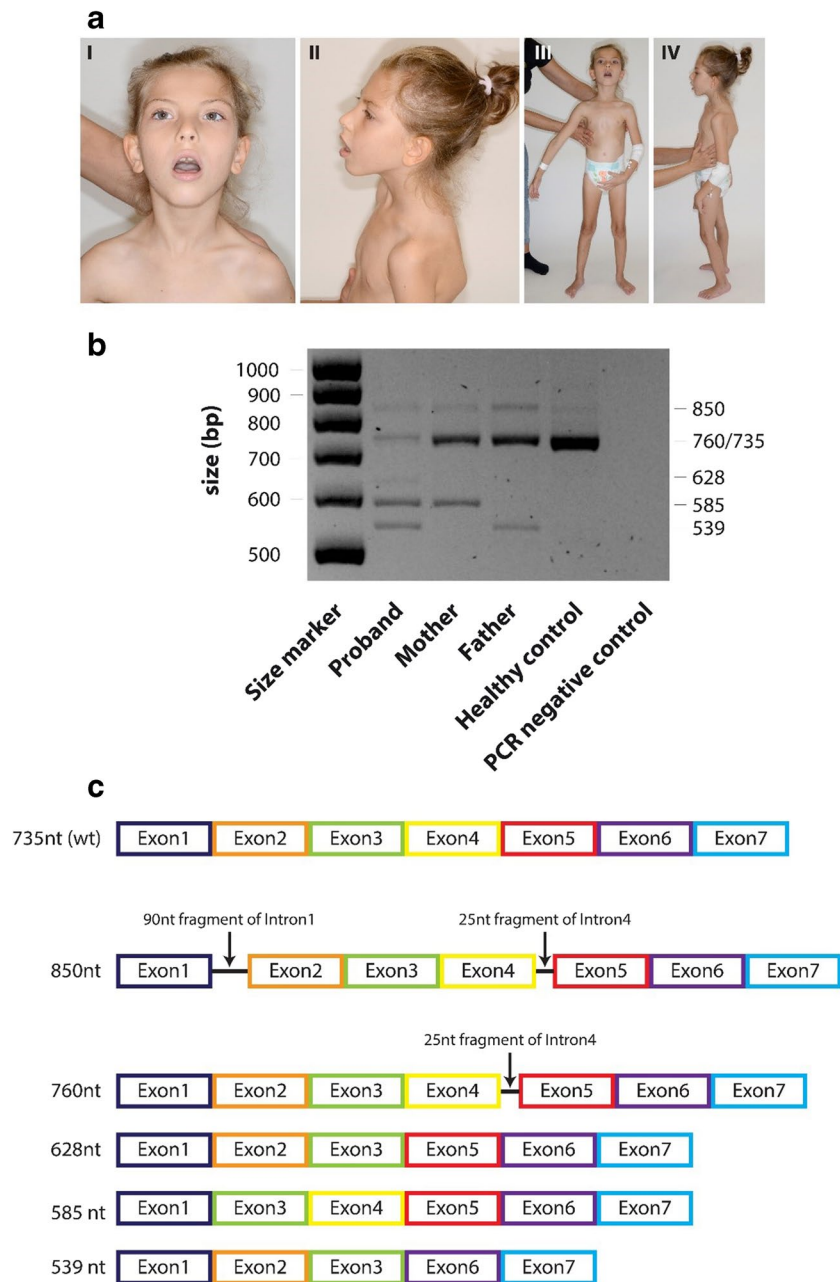 a
I
II
III
IV
b
size (bp)
1000
900
800
700
600
500
850
760/735
628
585
539
Size marker
Proband
Mother
Father
Healthy control
PCR negative control
c
735nt (wt)
Exon1 Exon2 Exon3 Exon4 Exon5 Exon6 Exon7
90nt fragment of Intron1
25nt fragment of Intron4
850nt
Exon1 Exon2 Exon3 Exon4 Exon5 Exon6 Exon7
25nt fragment of Intron4
760nt
Exon1 Exon2 Exon3 Exon4 Exon5 Exon6 Exon7
628nt
Exon1 Exon2 Exon3 Exon5 Exon6 Exon7
585 nt
Exon1 Exon3 Exon4 Exon5 Exon6 Exon7
539 nt
Exon1 Exon2 Exon3 Exon6 Exon7